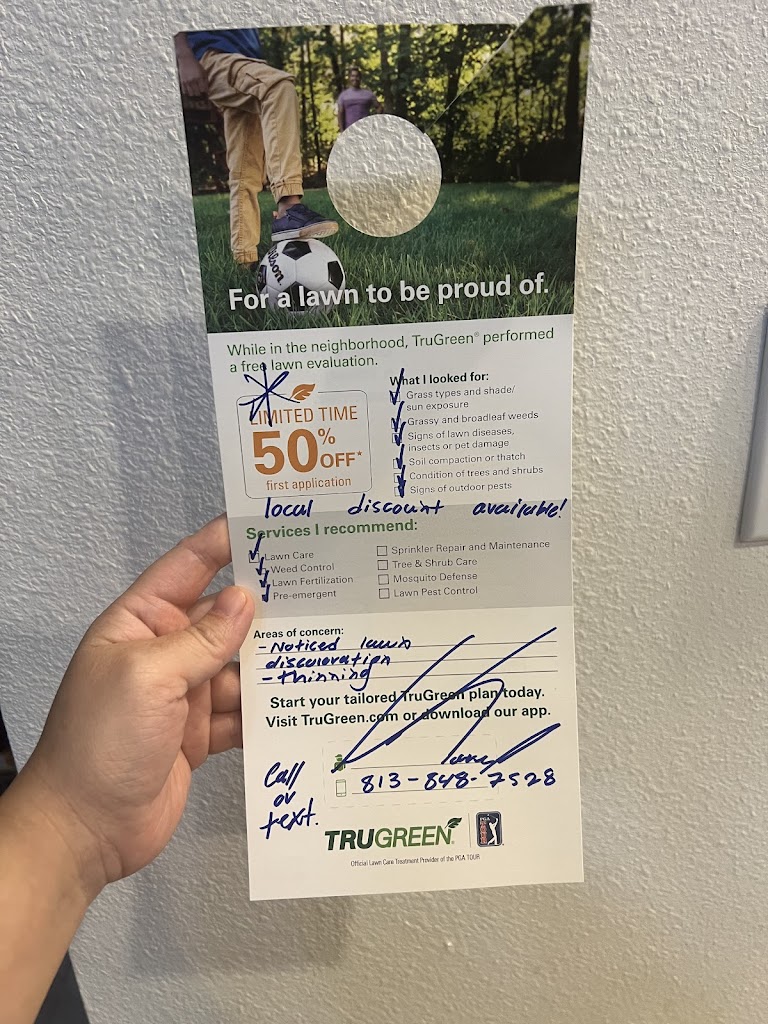 Wilson.
For a lawn to be proud of.
While in the neighborhood, TruGreen® performed
a free lawn evaluation.
LIMITED TIME
50% OFF*
first application
What I looked for:
Grass types and shade/
sun exposure
Grassy and broadleaf weeds
Signs of lawn diseases,
insects or pet damage
Soil compaction or thatch
Condition of trees and shrubs
Signs of outdoor pests
local discount available!
Services I recommend:
Lawn Care
Weed Control
Lawn Fertilization
Pre-emergent
Sprinkler Repair and Maintenance
Tree & Shrub Care
Mosquito Defense
Lawn Pest Control
Areas of concern:
- Noticed lawn
discoloration
- thinning
Start your tailored TruGreen plan today.
Visit TruGreen.com or download our app.
Call
or
text.
813-848-7528
TRUGREEN®
PGA TOUR
Official Lawn Care Treatment Provider of the PGA TOUR